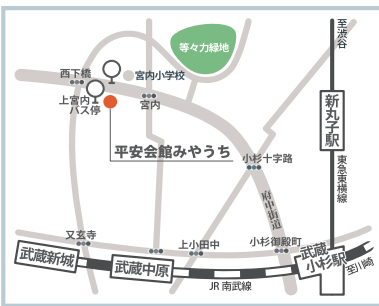 至渋谷
等々力緑地
西下橋
宮内小学校
上宮内
バス停
宮内
新丸子駅
平安会館みやうち
小杉十字路
東急東横線
府中街道
又玄寺
上小田中
小杉御殿町
武蔵新城
武蔵中原
武蔵
小杉駅
至川崎
JR南武線